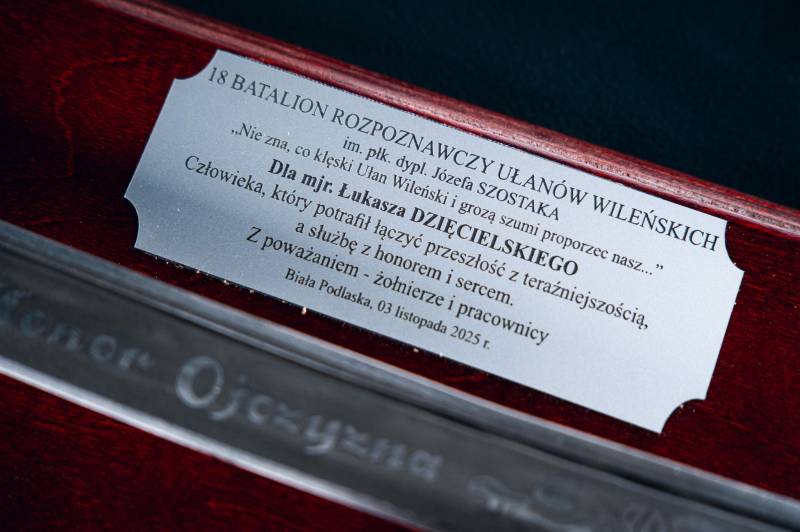 18 BATALION ROZPOZNAWCZY UŁANÓW WILEŃSKICH
im. płk. dypl. Józefa SZOSTAKA
„Nie zna, co klęski Ułan Wileński i grozą szumi proporzec nasz...”
Dla mjr. Łukasza DZIĘCIELSKIEGO
Człowieka, który potrafił łączyć przeszłość z teraźniejszością,
a służbę z honorem i sercem.
Z poważaniem - żołnierze i pracownicy
Biała Podlaska, 03 listopada 2025 r.
Honor Ojczyzna